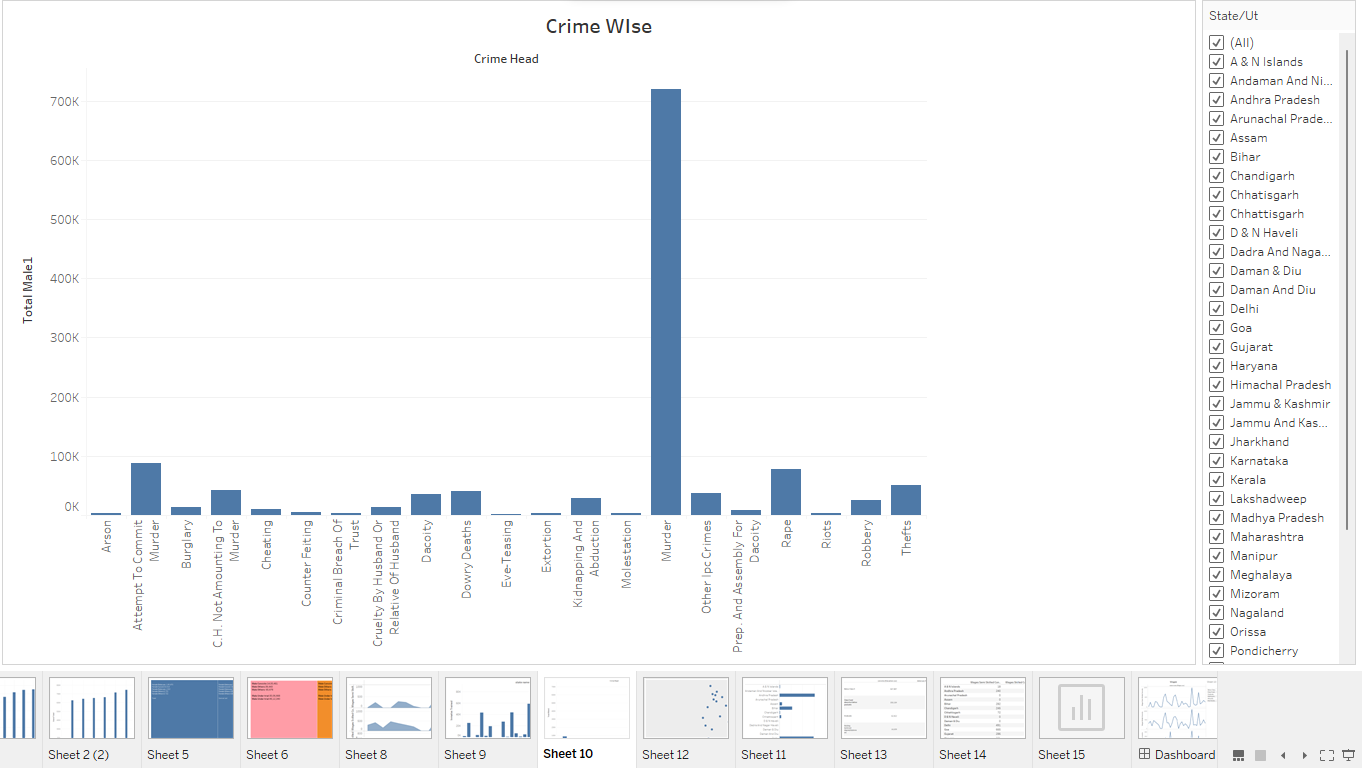 Crime WIse
Crime Head
Total Male1
700K
600K
500K
400K
300K
200K
100K
0K
Arson
Attempt To Commit
Murder
Burglary
C.H. Not Amounting To
Murder
Cheating
Counter Feiting
Criminal Breach Of
Trust
Cruelty By Husband Or
Relative Of Husband
Dacoity
Dowry Deaths
Eve-Teasing
Extortion
Kidnapping And
Abduction
Molestation
Murder
Other Ipc Crimes
Prep. And Assembly For
Dacoity
Rape
Riots
Robbery
Thefts
State/Ut
(All)
A & N Islands
Andaman And Ni...
Andhra Pradesh
Arunachal Prade...
Assam
Bihar
Chandigarh
Chhatisgarh
Chhattisgarh
D & N Haveli
Dadra And Naga...
Daman & Diu
Daman And Diu
Delhi
Goa
Gujarat
Haryana
Himachal Pradesh
Jammu & Kashmir
Jammu And Kas...
Jharkhand
Karnataka
Kerala
Lakshadweep
Madhya Pradesh
Maharashtra
Manipur
Meghalaya
Mizoram
Nagaland
Orissa
Pondicherry
Sheet 2 (2)
Sheet 5
Sheet 6
Sheet 8
Sheet 9
Sheet 10
Sheet 12
Sheet 11
Sheet 13
Sheet 14
Sheet 15
Dashboard